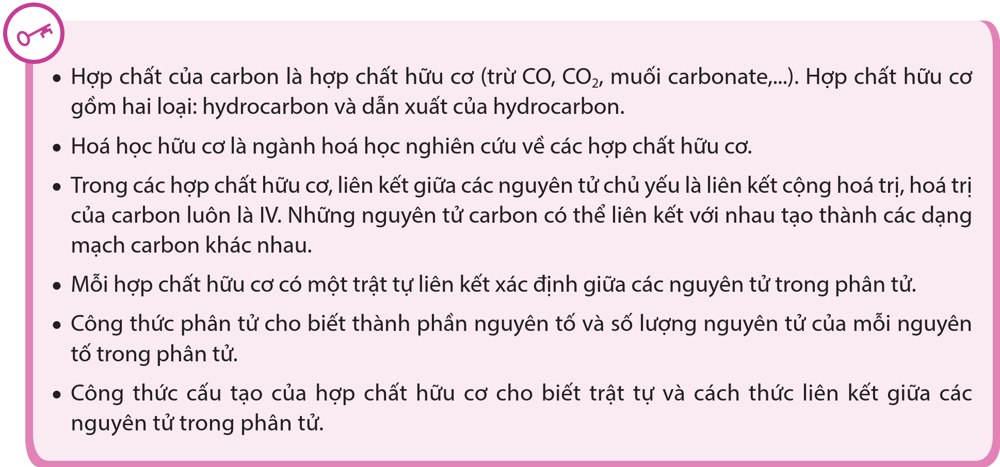 • Hợp chất của carbon là hợp chất hữu cơ (trừ CO, CO₂, muối carbonate,...). Hợp chất hữu cơ
gồm hai loại: hydrocarbon và dẫn xuất của hydrocarbon.
• Hoá học hữu cơ là ngành hoá học nghiên cứu về các hợp chất hữu cơ.
• Trong các hợp chất hữu cơ, liên kết giữa các nguyên tử chủ yếu là liên kết cộng hoá trị, hoá trị
của carbon luôn là IV. Những nguyên tử carbon có thể liên kết với nhau tạo thành các dạng
mạch carbon khác nhau.
• Mỗi hợp chất hữu cơ có một trật tự liên kết xác định giữa các nguyên tử trong phân tử.
• Công thức phân tử cho biết thành phần nguyên tố và số lượng nguyên tử của mỗi nguyên
tố trong phân tử.
• Công thức cấu tạo của hợp chất hữu cơ cho biết trật tự và cách thức liên kết giữa các
nguyên tử trong phân tử.